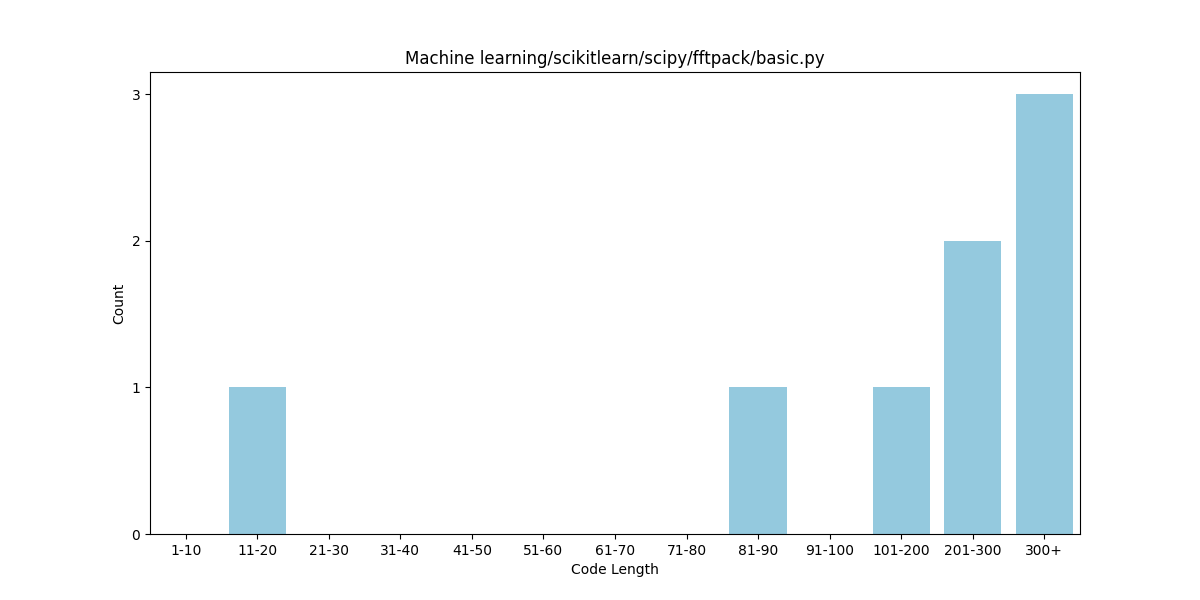 Machine learning/scikitlearn/scipy/fftpack/basic.py
3
2
1
0
Count
1-10 11-20 21-30 31-40 41-50 51-60 61-70 71-80 81-90 91-100 101-200 201-300 300+
Code Length